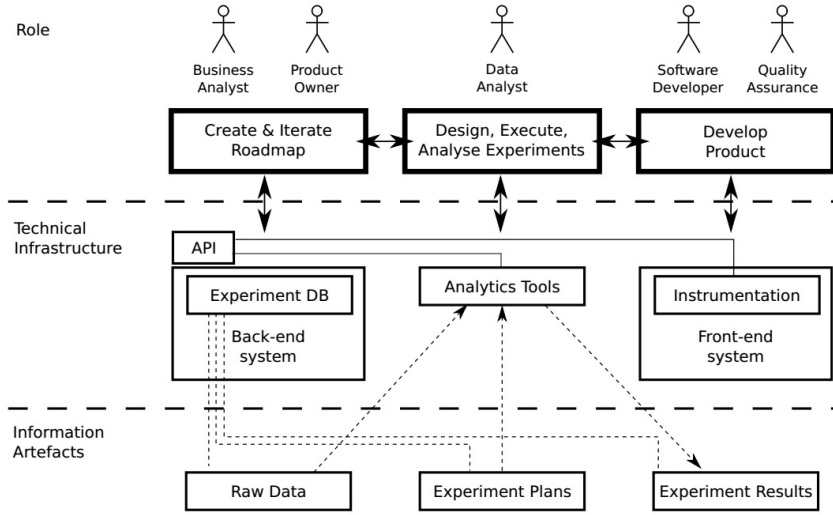 Role
Business
Analyst
Product
Owner
Data
Analyst
Software
Developer
Quality
Assurance
Create & Iterate
Roadmap
Design, Execute,
Analyse Experiments
Develop
Product
Technical
Infrastructure
API
Experiment DB
Back-end
system
Analytics Tools
Instrumentation
Front-end
system
Information
Artefacts
Raw Data
Experiment Plans
Experiment Results